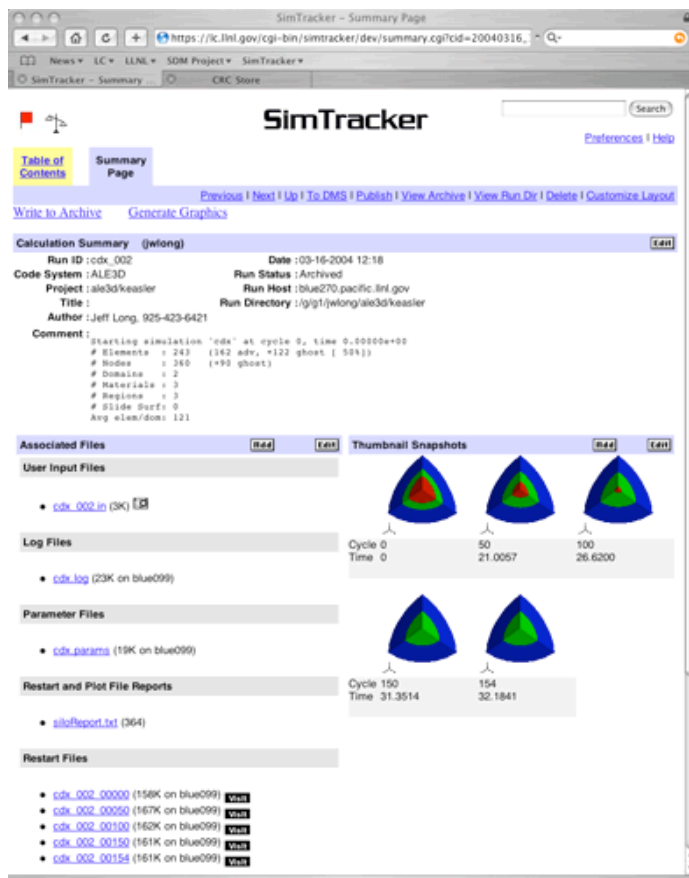 SimTracker – Summary Page
https://lc.llnl.gov/cgi-bin/simtracker/dev/summary.cgi?cid=20040316_
News LC LLNL SDM Project SimTracker
SimTracker – Summary ... CRC Store
SimTracker
Search
Preferences | Help
Table of Contents
Summary Page
Previous | Next | Up | To DMS | Publish | View Archive | View Run Dir | Delete | Customize Layout
Write to Archive Generate Graphics
Calculation Summary (jwlong) Edit
Run ID : cdx_002 Date : 03-16-2004 12:18
Code System : ALE3D Run Status : Archived
Project : ale3d/keasler Run Host : blue270.pacific.llnl.gov
Title : Run Directory : /g/g1/jwlong/ale3d/keasler
Author : Jeff Long, 925-423-6421
Comment :
Starting simulation 'cdx' at cycle 0, time 0.00000e+00
# Elements : 243 (162 adv, +122 ghost [ 50%])
# Nodes : 360 (+90 ghost)
# Domains : 2
# Materials : 3
# Regions : 3
# Slide Surf: 0
Avg elem/dom: 121
Associated Files Add Edit
User Input Files
• cdx_002.in (3K)
Log Files
• cdx.log (23K on blue099)
Parameter Files
• cdx.params (19K on blue099)
Restart and Plot File Reports
• siloReport.txt (364)
Restart Files
• cdx_002_00000 (158K on blue099) Visit
• cdx_002_00050 (167K on blue099) Visit
• cdx_002_00100 (162K on blue099) Visit
• cdx_002_00150 (161K on blue099) Visit
• cdx_002_00154 (161K on blue099) Visit
Thumbnail Snapshots Add Edit
Cycle 0 50 100
Time 0 21.0057 26.6200
Cycle 150 154
Time 31.3514 32.1841